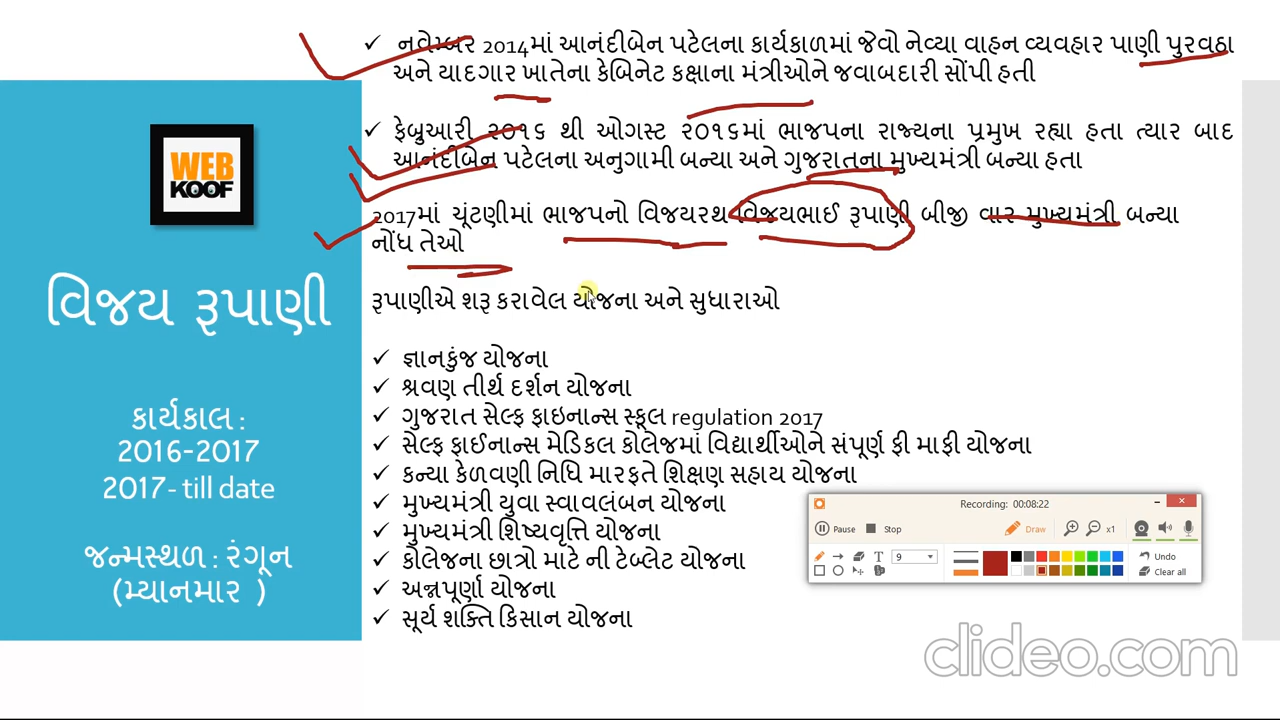 ✓ નવેમ્બર 2014માં આનંદીબેન પટેલના કાર્યકાળમાં જેવો નેવ્યા વાહન વ્યવહાર પાણી પુરવઠા
અને યાદગાર ખાતેના કેબિનેટ કક્ષાના મંત્રીઓને જવાબદારી સોંપી હતી
✓ ફેબ્રુઆરી ૨૦૧૬ થી ઓગસ્ટ ૨૦૧૬માં ભાજપના રાજ્યના પ્રમુખ રહ્યા હતા ત્યાર બાદ
આનંદીબેન પટેલના અનુગામી બન્યા અને ગુજરાતના મુખ્યમંત્રી બન્યા હતા
2017માં ચૂંટણીમાં ભાજપનો વિજયરથ વિજયભાઈ રૂપાણી બીજી વાર મુખ્યમંત્રી બન્યા
નોંધ તેઓ
રૂપાણીએ શરૂ કરાવેલ યોજના અને સુધારાઓ
✓ જ્ઞાનકુંજ યોજના
✓ શ્રવણ તીર્થ દર્શન યોજના
✓ ગુજરાત સેલ્ફ ફાઇનાન્સ સ્કૂલ regulation 2017
✓ સેલ્ફ ફાઈનાન્સ મેડિકલ કોલેજમાં વિદ્યાર્થીઓને સંપૂર્ણ ફી માફી યોજના
✓ કન્યા કેળવણી નિધિ મારફતે શિક્ષણ સહાય યોજના
✓ મુખ્યમંત્રી યુવા સ્વાવલંબન યોજના
✓ મુખ્યમંત્રી શિષ્યવૃત્તિ યોજના
✓ કોલેજના છાત્રો માટે ની ટેબ્લેટ યોજના
✓ અન્નપૂર્ણા યોજના
✓ સૂર્ય શક્તિ કિસાન યોજના
WEB
KOOF
વિજય રૂપાણી
કાર્યકાલ :
2016-2017
2017- till date
જન્મસ્થળ : રંગૂન
(મ્યાનમાર )
Recording: 00:08:22
Pause Stop Draw x1
T 9 Undo
Clear all
clideo.com